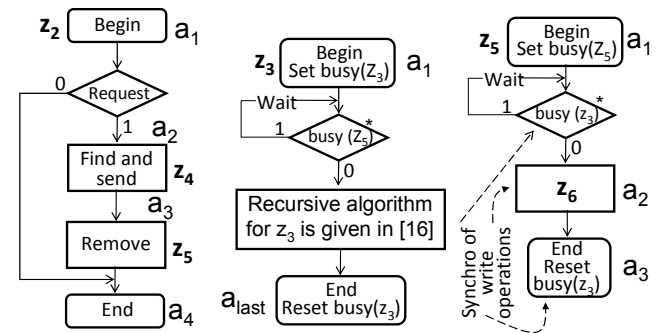 z2
Begin
a1
0
Request
1
a2
Find and
send
z4
a3
Remove
z5
End
a4
z3
Begin
Set busy(Z3)
a1
Wait
1
busy (Z5)
*
0
Recursive algorithm
for z3 is given in [16]
alast
End
Reset busy(z3)
z5
Begin
Set busy(Z5)
a1
Wait
1
busy (z3)
*
0
z6
a2
End
Reset
busy(z3)
a3
Synchro of
write
operations